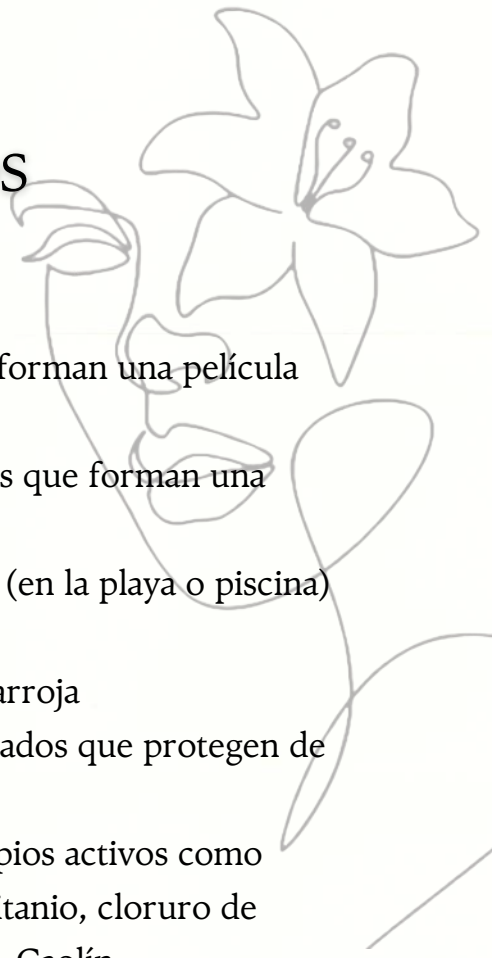 s
forman una película
s que forman una
(en la playa o piscina)
arroja
ados que protegen de
pios activos como
itanio, cloruro de
Caolín